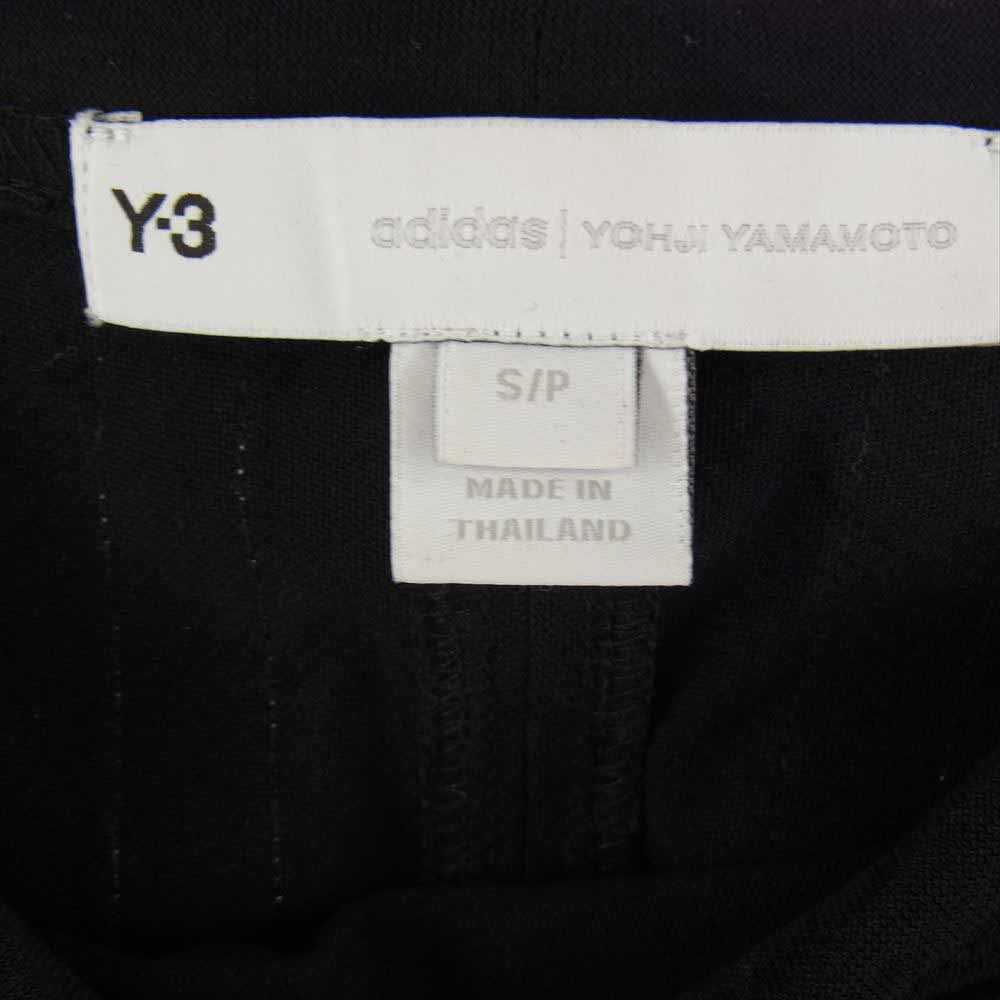 Y-3 adidas | YOHJI YAMAMOTO
S/P
MADE IN
THAILAND